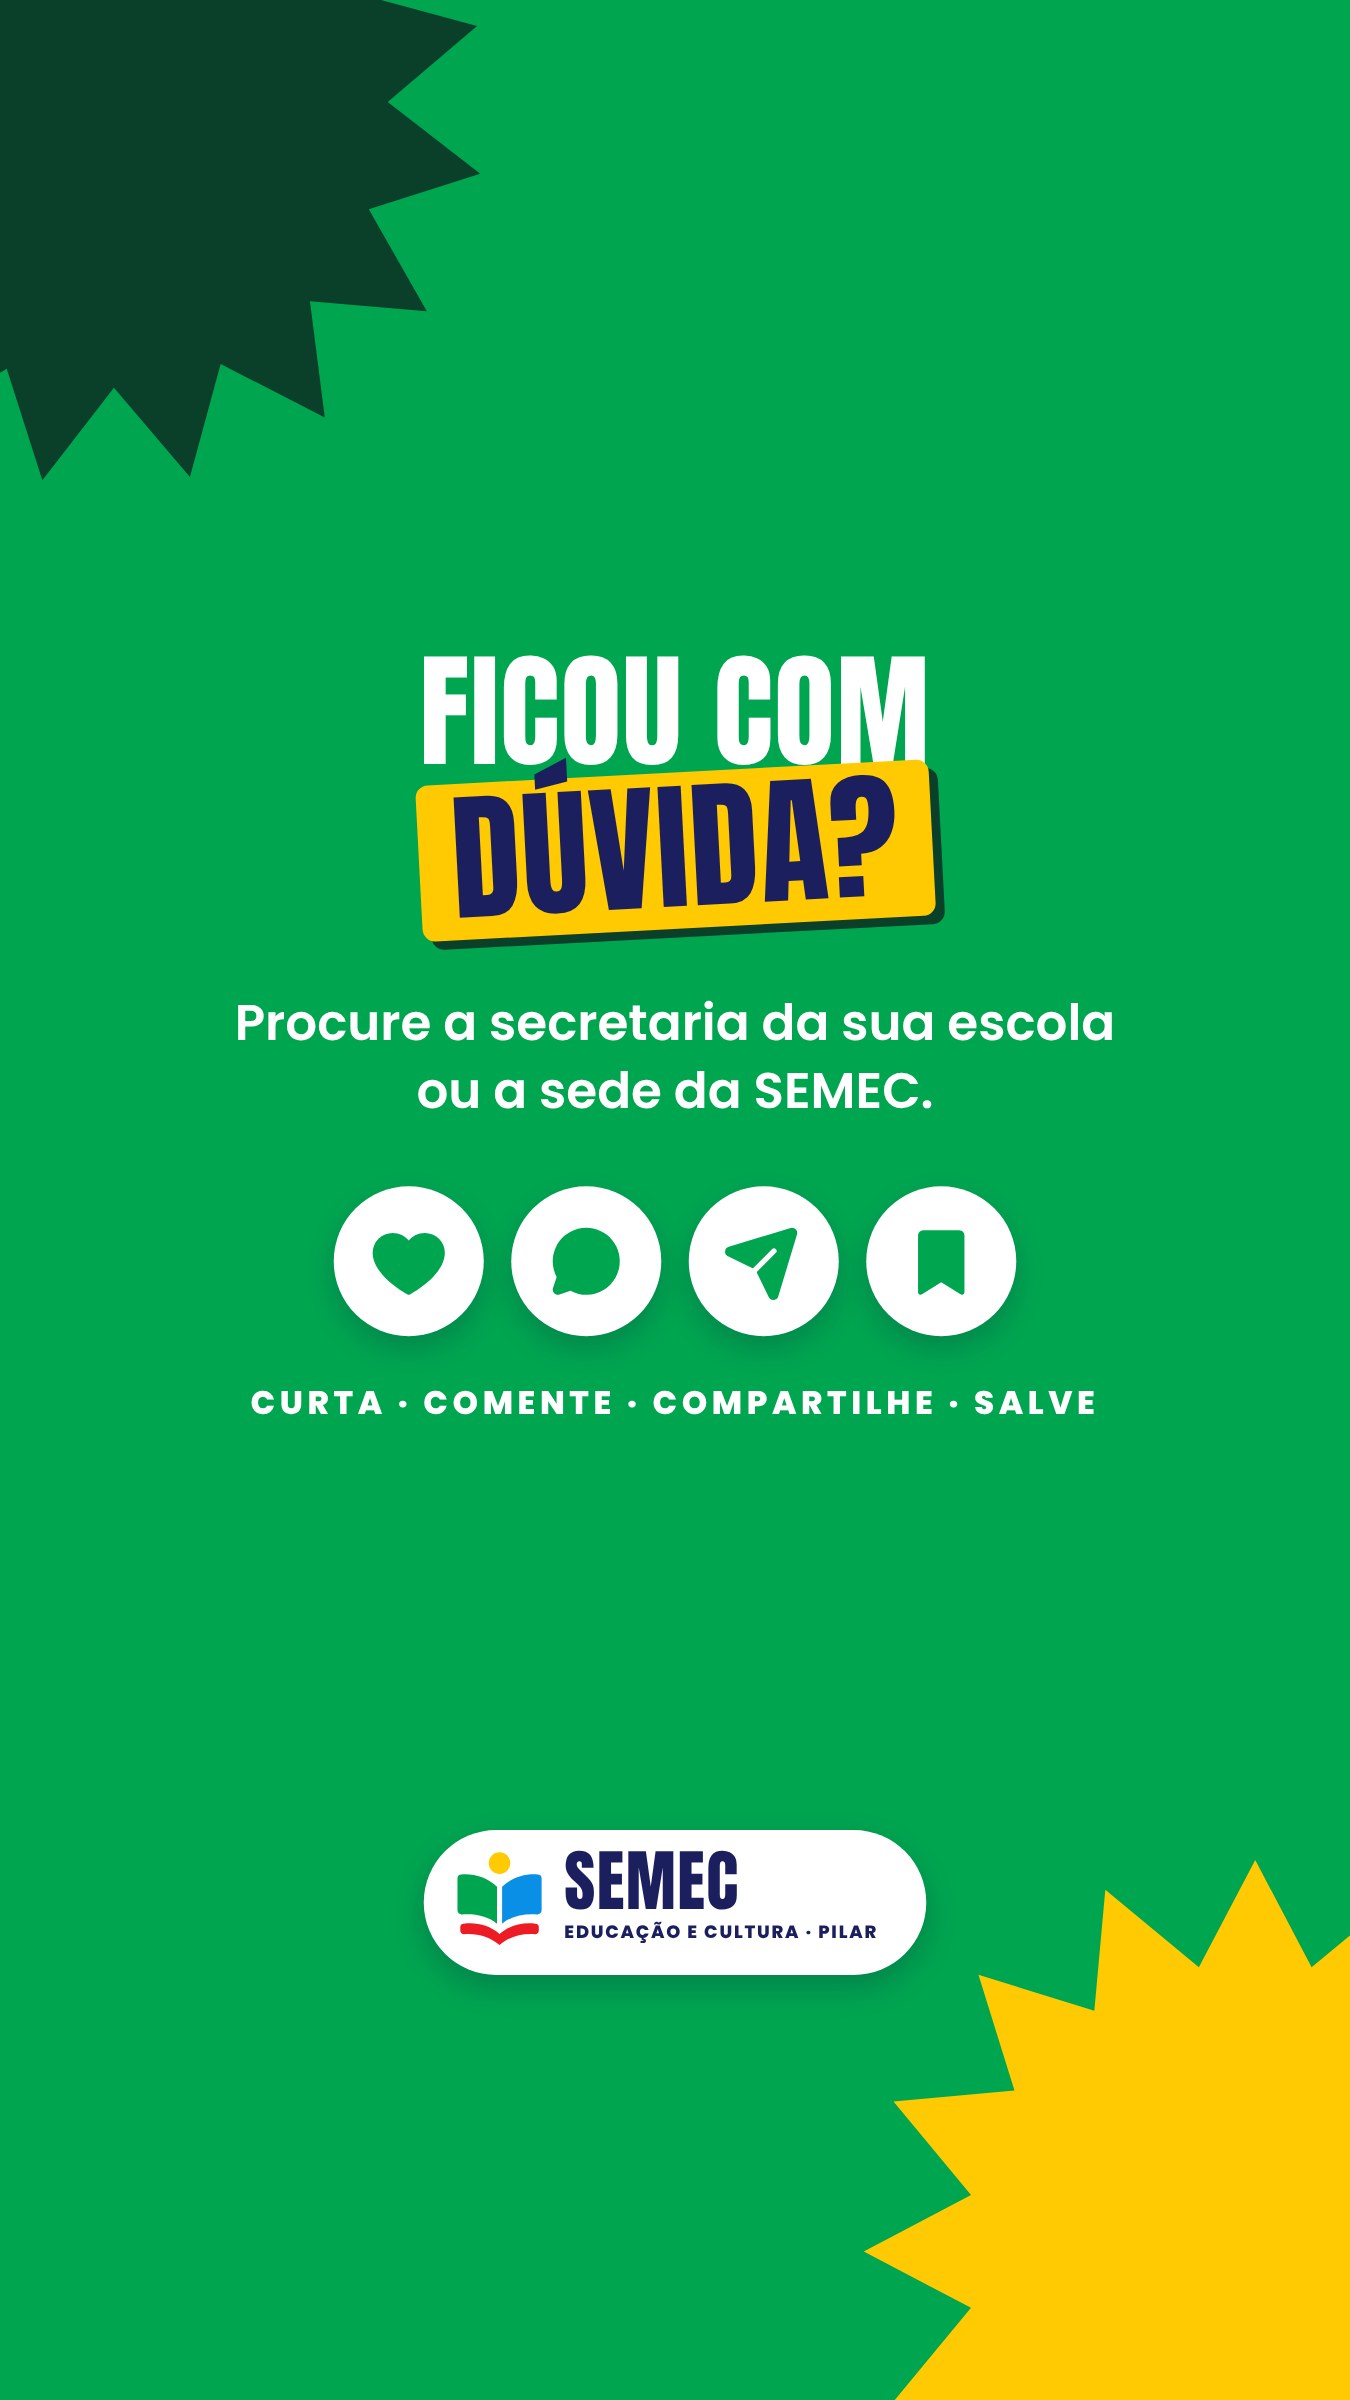 FICOU COM
DÚVIDA?
Procure a secretaria da sua escola
ou a sede da SEMEC.
CURTA · COMENTE · COMPARTILHE · SALVE
SEMEC
EDUCAÇÃO E CULTURA · PILAR